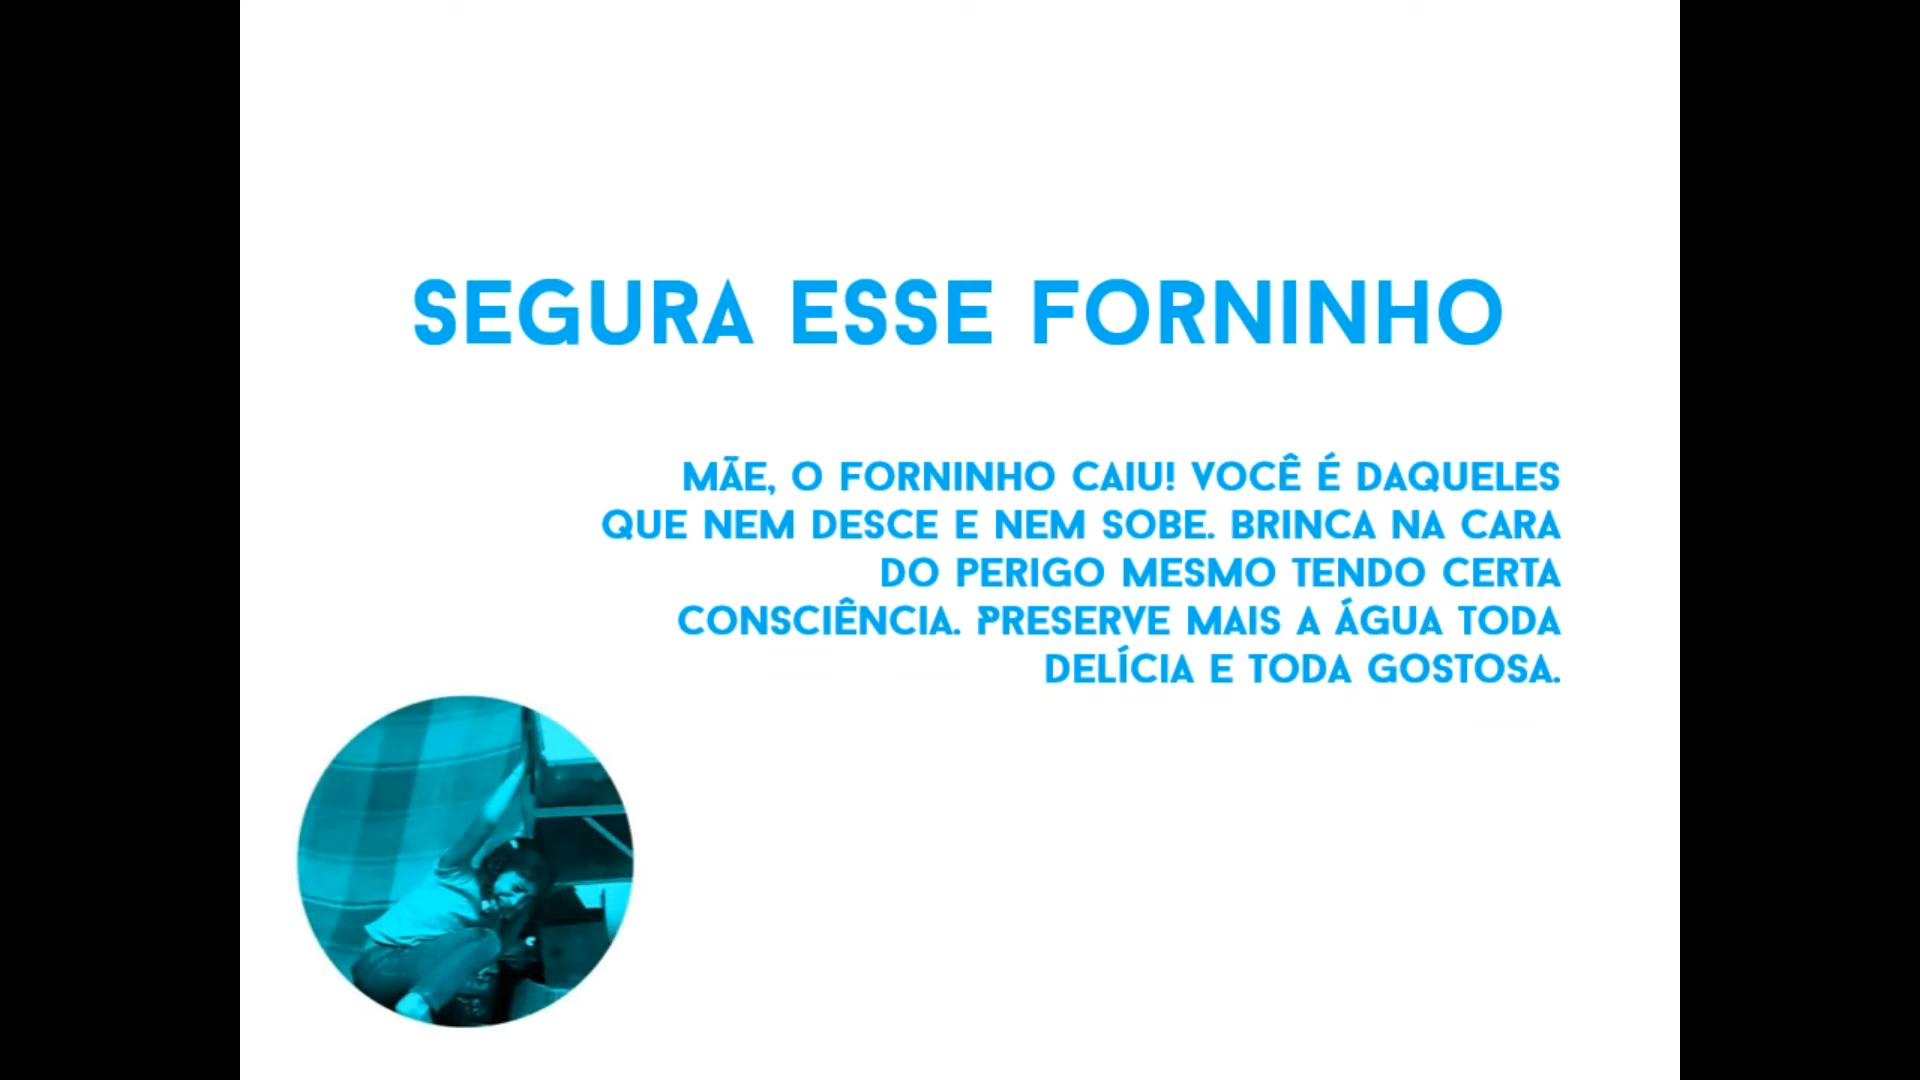 SEGURA ESSE FORNINHO
MÃE, O FORNINHO CAIU! VOCÊ É DAQUELES
QUE NEM DESCE E NEM SOBE. BRINCA NA CARA
DO PERIGO MESMO TENDO CERTA
CONSCIÊNCIA. PRESERVE MAIS A ÁGUA TODA
DELÍCIA E TODA GOSTOSA.